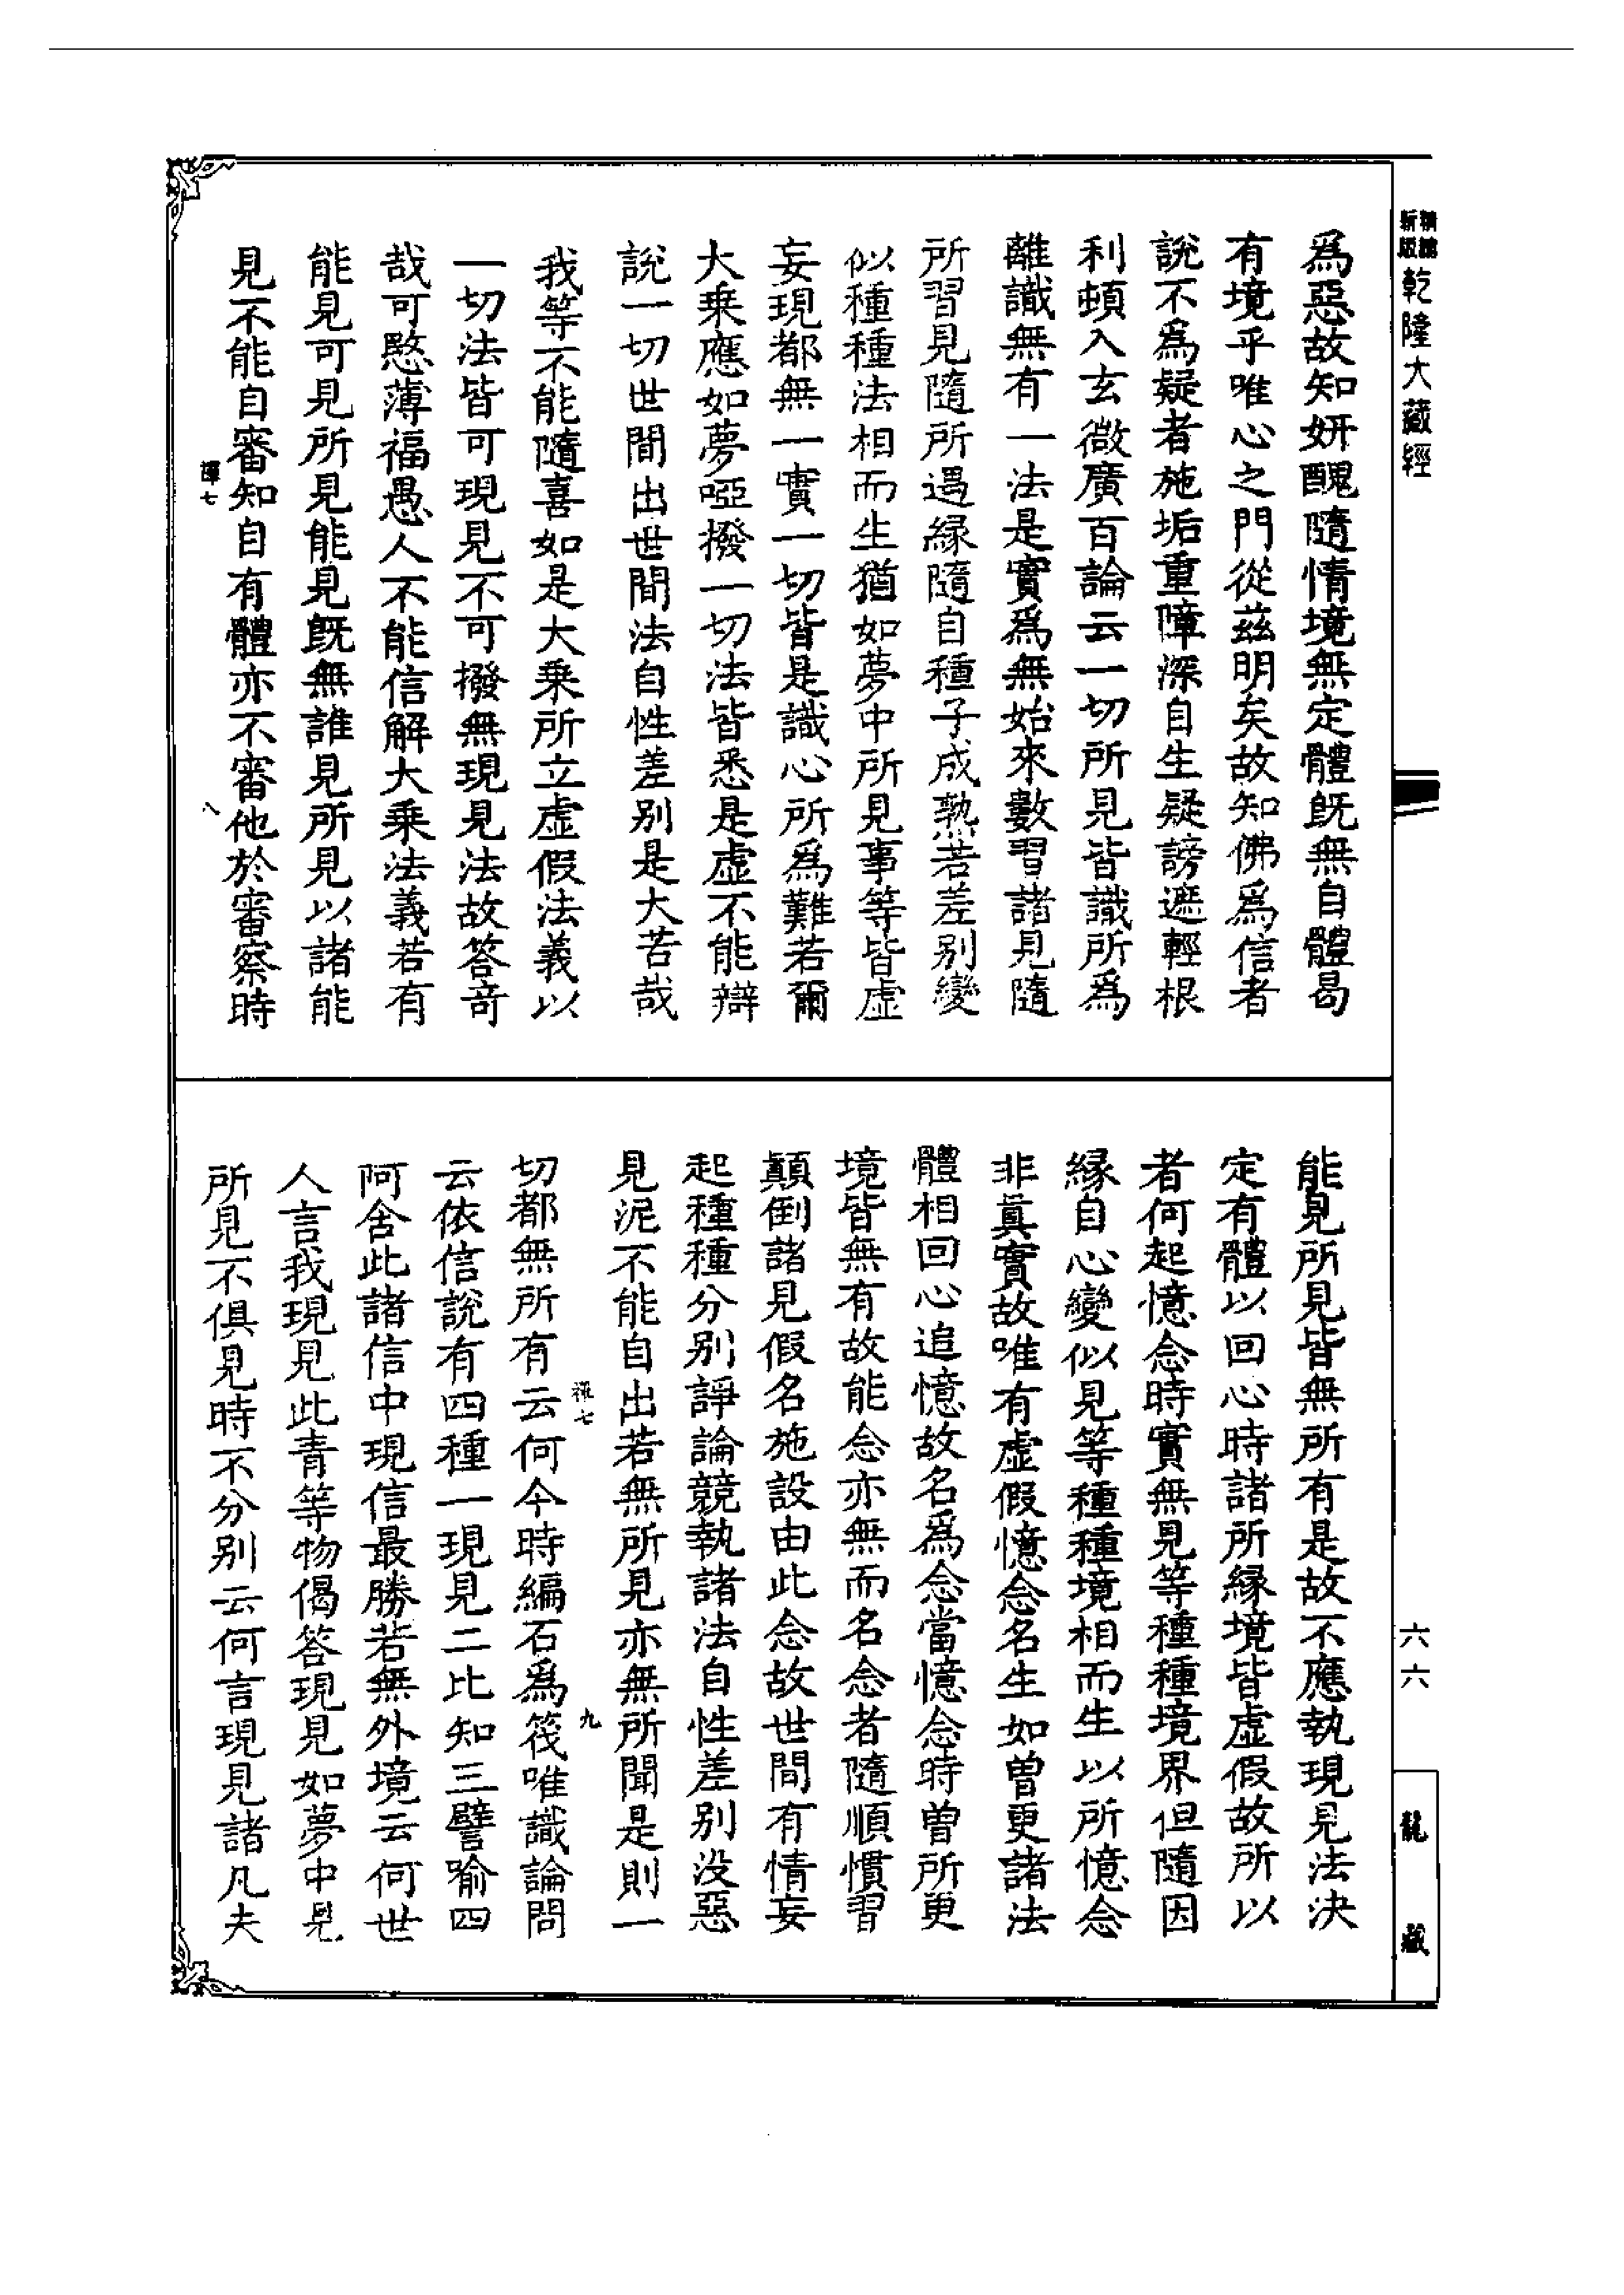 精編新版
乾隆大藏經
六六
龍藏
爲惡故知妍醜隨情境無定體旣無自體曷
有境乎唯心之門從茲明矣故知佛爲信者
說不爲疑者施垢重障深自生疑謗遮輕根
利頓入玄微廣百論云一切所見皆識所爲
離識無有一法是實爲無始來數習諸見隨
所習見隨所遇緣隨自種子成熟若差別變
似種種法相而生猶如夢中所見事等皆虛
妄現都無一實一切皆是識心所爲難若爾
大乘應如夢啞撥一切法皆悉是虛不能辯
說一切世間出世間法自性差別是大苦哉
我等不能隨喜如是大乘所立虛假法義以
一切法皆可現見不可撥無現見法故答奇
哉可愍薄福愚人不能信解大乘法義若有
能見可見所見能見旣無誰見所見以諸能
見不能自審知自有體亦不審他於審察時
禪七
八
能見所見皆無所有是故不應執現見法決
定有體以回心時諸所緣境皆虛假故所以
者何起憶念時實無見等種種境界但隨因
緣自心變似見等種種境相而生以所憶念
非眞實故唯有虛假憶念名生如曾更諸法
體相回心追憶故名爲念當憶念時曾所更
境皆無有故能念亦無而名念者隨順慣習
顚倒諸見假名施設由此念故世間有情妄
起種種分別諍論競執諸法自性差別沒惡
見泥不能自出若無所見亦無所聞是則一
禪七
九
切都無所有云何今時編石爲筏唯識論問
云依信說有四種一現見二比知三譬喻四
阿含此諸信中現信最勝若無外境云何世
人言我現見此青等物偈答現見如夢中見
所見不俱見時不分別云何言現見諸凡夫